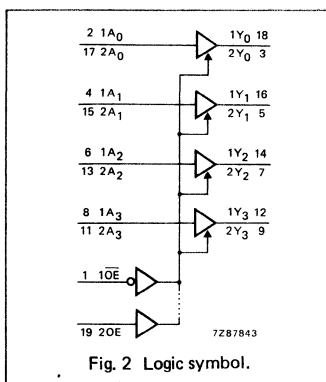 2 1A₀ 1Y₀ 18
17 2A₀ 2Y₀ 3
4 1A₁ 1Y₁ 16
15 2A₁ 2Y₁ 5
6 1A₂ 1Y₂ 14
13 2A₂ 2Y₂ 7
8 1A₃ 1Y₃ 12
11 2A₃ 2Y₃ 9
1 1O̅E̅
19 2OE
7Z87843
Fig. 2 Logic symbol.